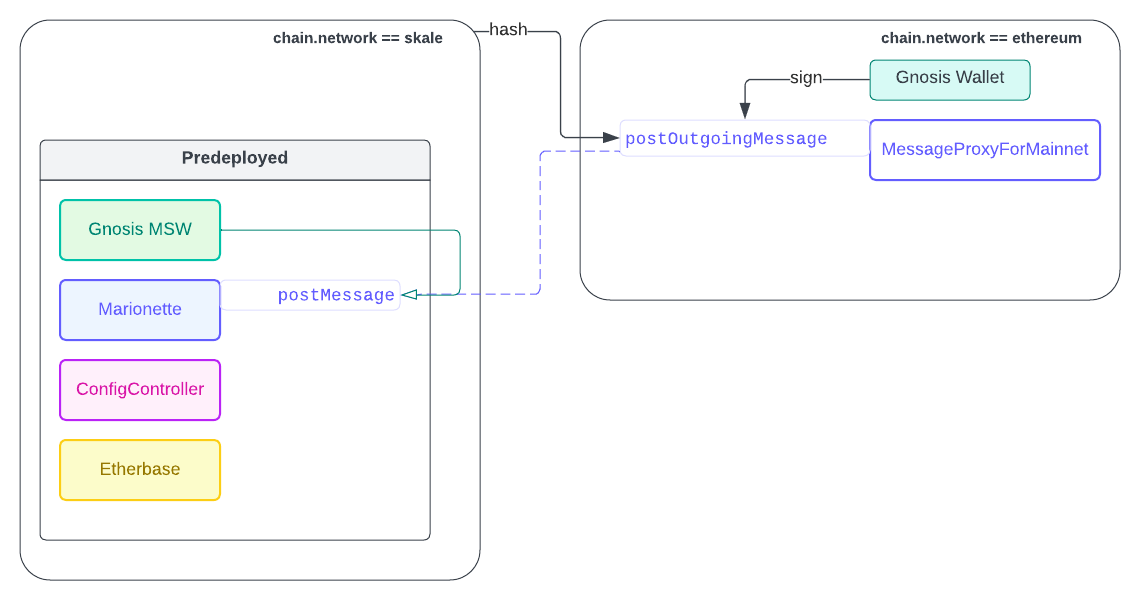 chain.network == skale
hash
chain.network == ethereum
sign
Gnosis Wallet
postOutgoingMessage
MessageProxyForMainnet
Predeployed
Gnosis MSW
Marionette
postMessage
ConfigController
Etherbase